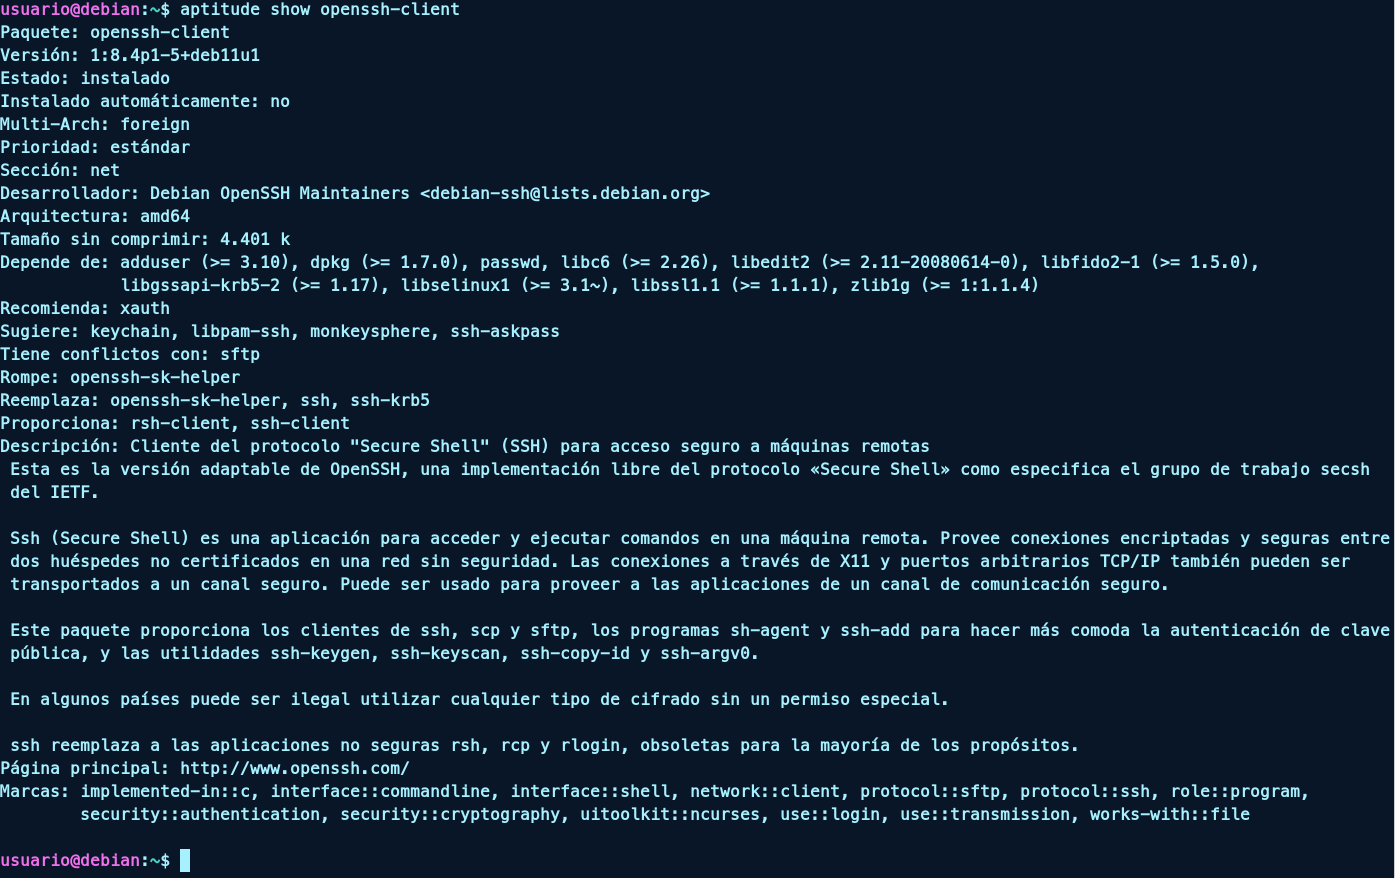 usuario@debian:~$ aptitude show openssh-client
Paquete: openssh-client
Versión: 1:8.4p1-5+deb11u1
Estado: instalado
Instalado automáticamente: no
Multi-Arch: foreign
Prioridad: estándar
Sección: net
Desarrollador: Debian OpenSSH Maintainers <debian-ssh@lists.debian.org>
Arquitectura: amd64
Tamaño sin comprimir: 4.401 k
Depende de: adduser (>= 3.10), dpkg (>= 1.7.0), passwd, libc6 (>= 2.26), libedit2 (>= 2.11-20080614-0), libfido2-1 (>= 1.5.0),
            libgssapi-krb5-2 (>= 1.17), libselinux1 (>= 3.1~), libssl1.1 (>= 1.1.1), zlib1g (>= 1:1.1.4)
Recomienda: xauth
Sugiere: keychain, libpam-ssh, monkeysphere, ssh-askpass
Tiene conflictos con: sftp
Rompe: openssh-sk-helper
Reemplaza: openssh-sk-helper, ssh, ssh-krb5
Proporciona: rsh-client, ssh-client
Descripción: Cliente del protocolo "Secure Shell" (SSH) para acceso seguro a máquinas remotas
 Esta es la versión adaptable de OpenSSH, una implementación libre del protocolo «Secure Shell» como especifica el grupo de trabajo secsh
 del IETF.
 Ssh (Secure Shell) es una aplicación para acceder y ejecutar comandos en una máquina remota. Provee conexiones encriptadas y seguras entre
 dos huéspedes no certificados en una red sin seguridad. Las conexiones a través de X11 y puertos arbitrarios TCP/IP también pueden ser
 transportados a un canal seguro. Puede ser usado para proveer a las aplicaciones de un canal de comunicación seguro.
 Este paquete proporciona los clientes de ssh, scp y sftp, los programas sh-agent y ssh-add para hacer más comoda la autenticación de clave
 pública, y las utilidades ssh-keygen, ssh-keyscan, ssh-copy-id y ssh-argv0.
 En algunos países puede ser ilegal utilizar cualquier tipo de cifrado sin un permiso especial.
 ssh reemplaza a las aplicaciones no seguras rsh, rcp y rlogin, obsoletas para la mayoría de los propósitos.
Página principal: http://www.openssh.com/
Marcas: implemented-in::c, interface::commandline, interface::shell, network::client, protocol::sftp, protocol::ssh, role::program,
        security::authentication, security::cryptography, uitoolkit::ncurses, use::login, use::transmission, works-with::file
usuario@debian:~$